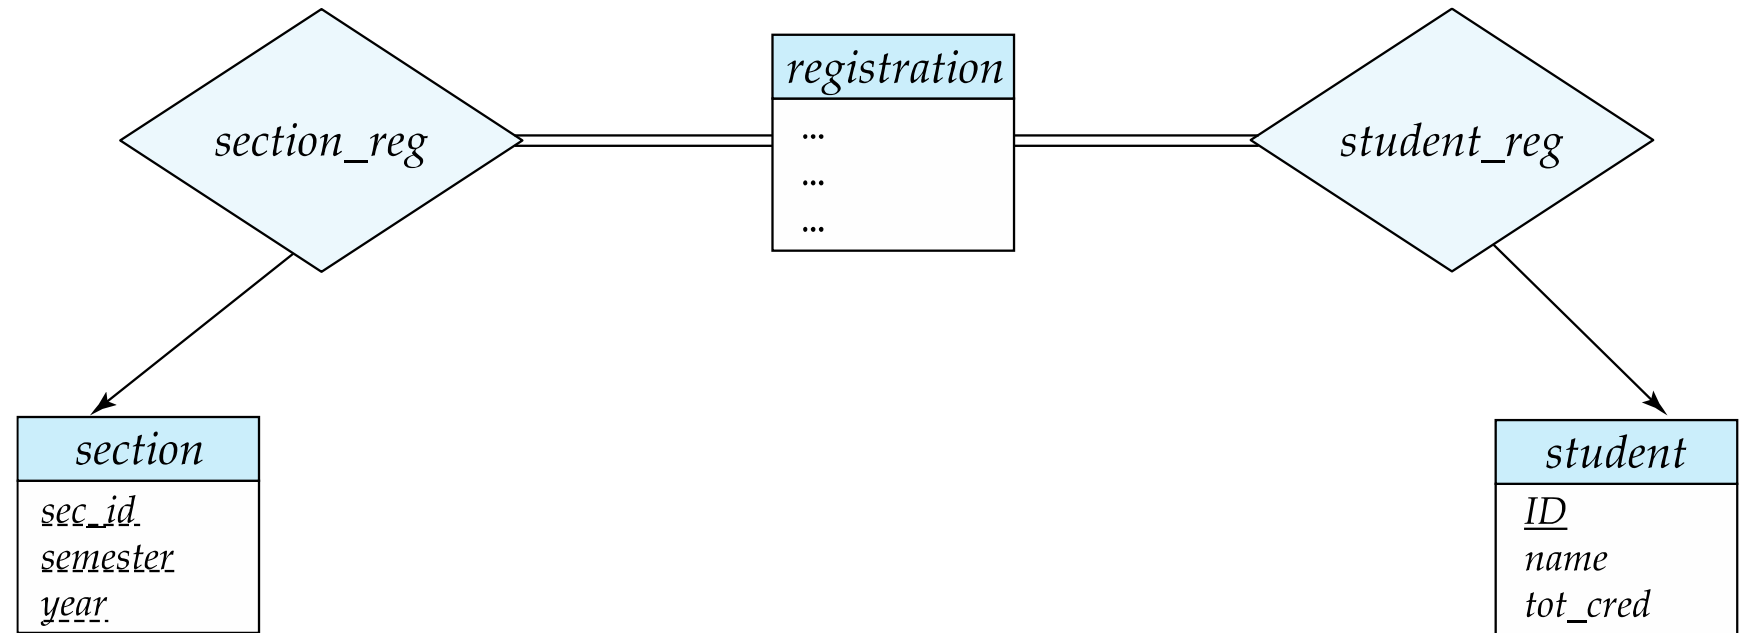 section_reg
registration
...
...
...
student_reg
section
sec_id
semester
year
student
ID
name
tot_cred